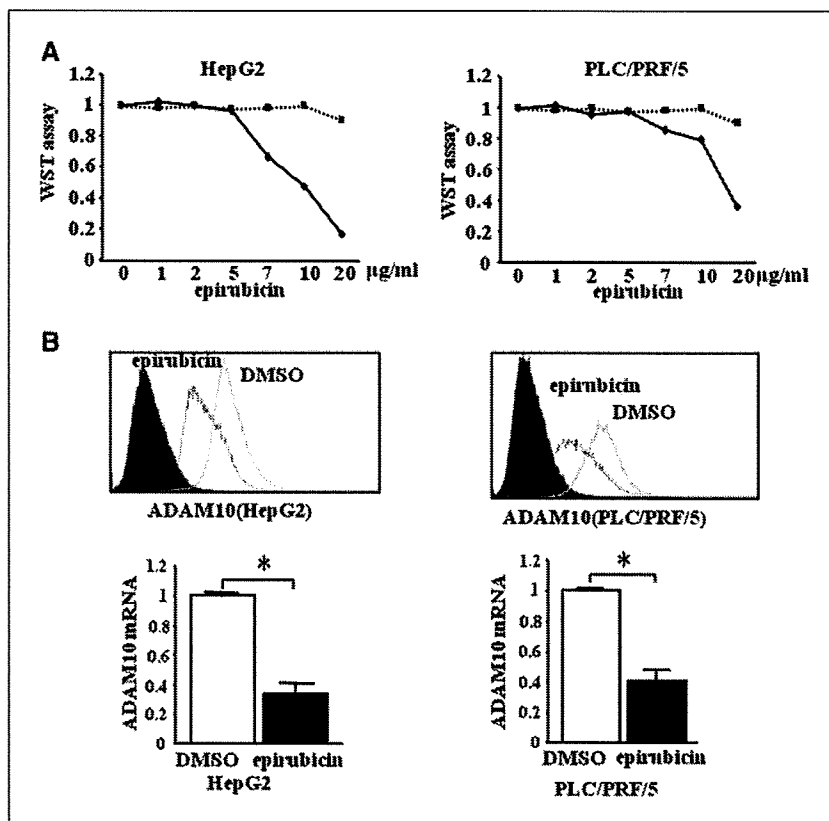 A
HepG2
WST assay
1.2
1
0.8
0.6
0.4
0.2
0
0 1 2 5 7 10 20 μg/ml
epirubicin
PLC/PRF/5
WST assay
1.2
1
0.8
0.6
0.4
0.2
0
0 1 2 5 7 10 20 μg/ml
epirubicin
B
epirubicin
DMSO
ADAM10(HepG2)
epirubicin
DMSO
ADAM10(PLC/PRF/5)
ADAM10 mRNA
1.2
1
0.8
0.6
0.4
0.2
0
*
DMSO epirubicin
HepG2
ADAM10 mRNA
1.2
1
0.8
0.6
0.4
0.2
0
*
DMSO epirubicin
PLC/PRF/5